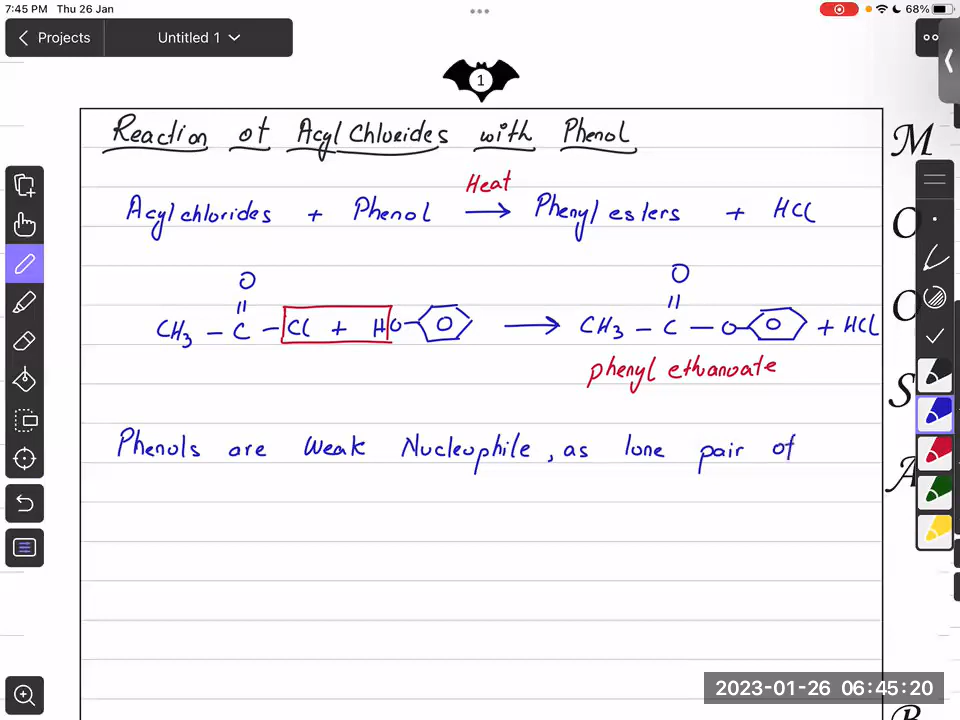 7:45 PM Thu 26 Jan
68%
Projects
Untitled 1
1
Reaction of Acyl Chlorides with Phenol
Heat
Acylchlorides + Phenol → Phenyl esters + HCl
O O
|| ||
CH3 – C – Cl + HO– → CH3 – C – O– + HCl
phenyl ethanoate
Phenols are weak Nucleophile, as lone pair of
M
O
O
S
A
B
2023-01-26 06:45:20